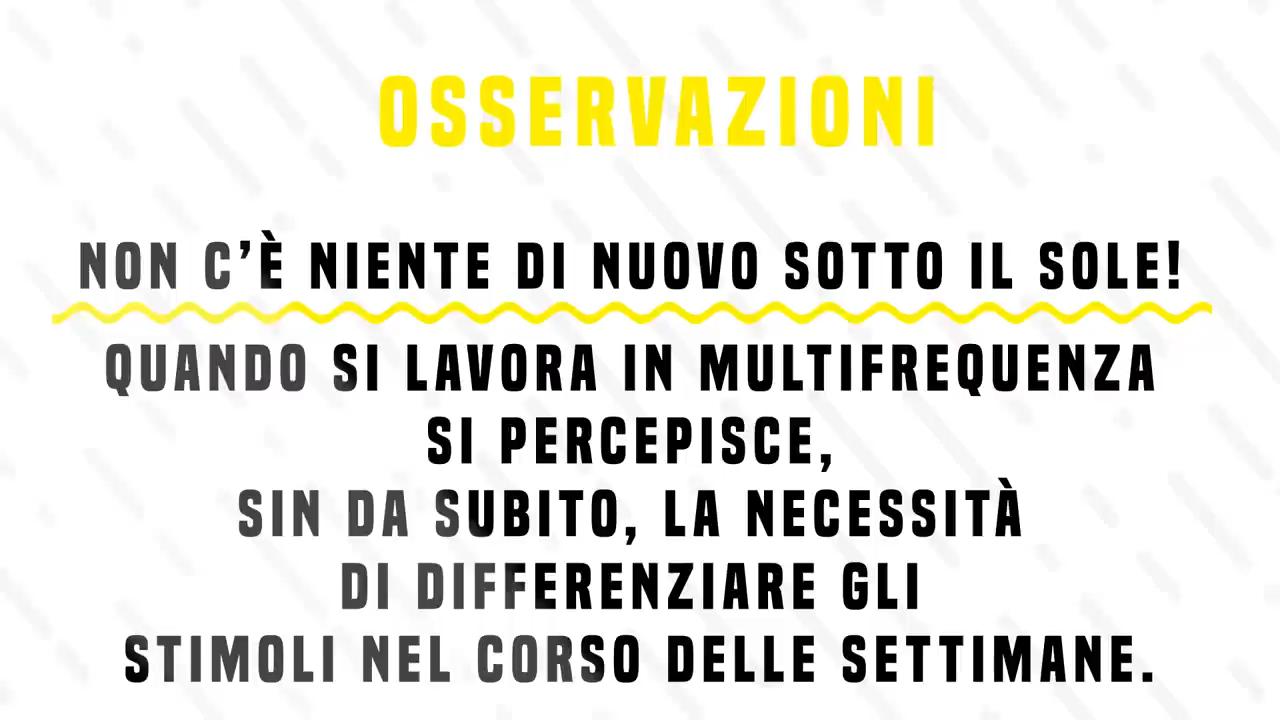 OSSERVAZIONI
NON C'È NIENTE DI NUOVO SOTTO IL SOLE!
QUANDO SI LAVORA IN MULTIFREQUENZA
SI PERCEPISCE,
SIN DA SUBITO, LA NECESSITÀ
DI DIFFERENZIARE GLI
STIMOLI NEL CORSO DELLE SETTIMANE.